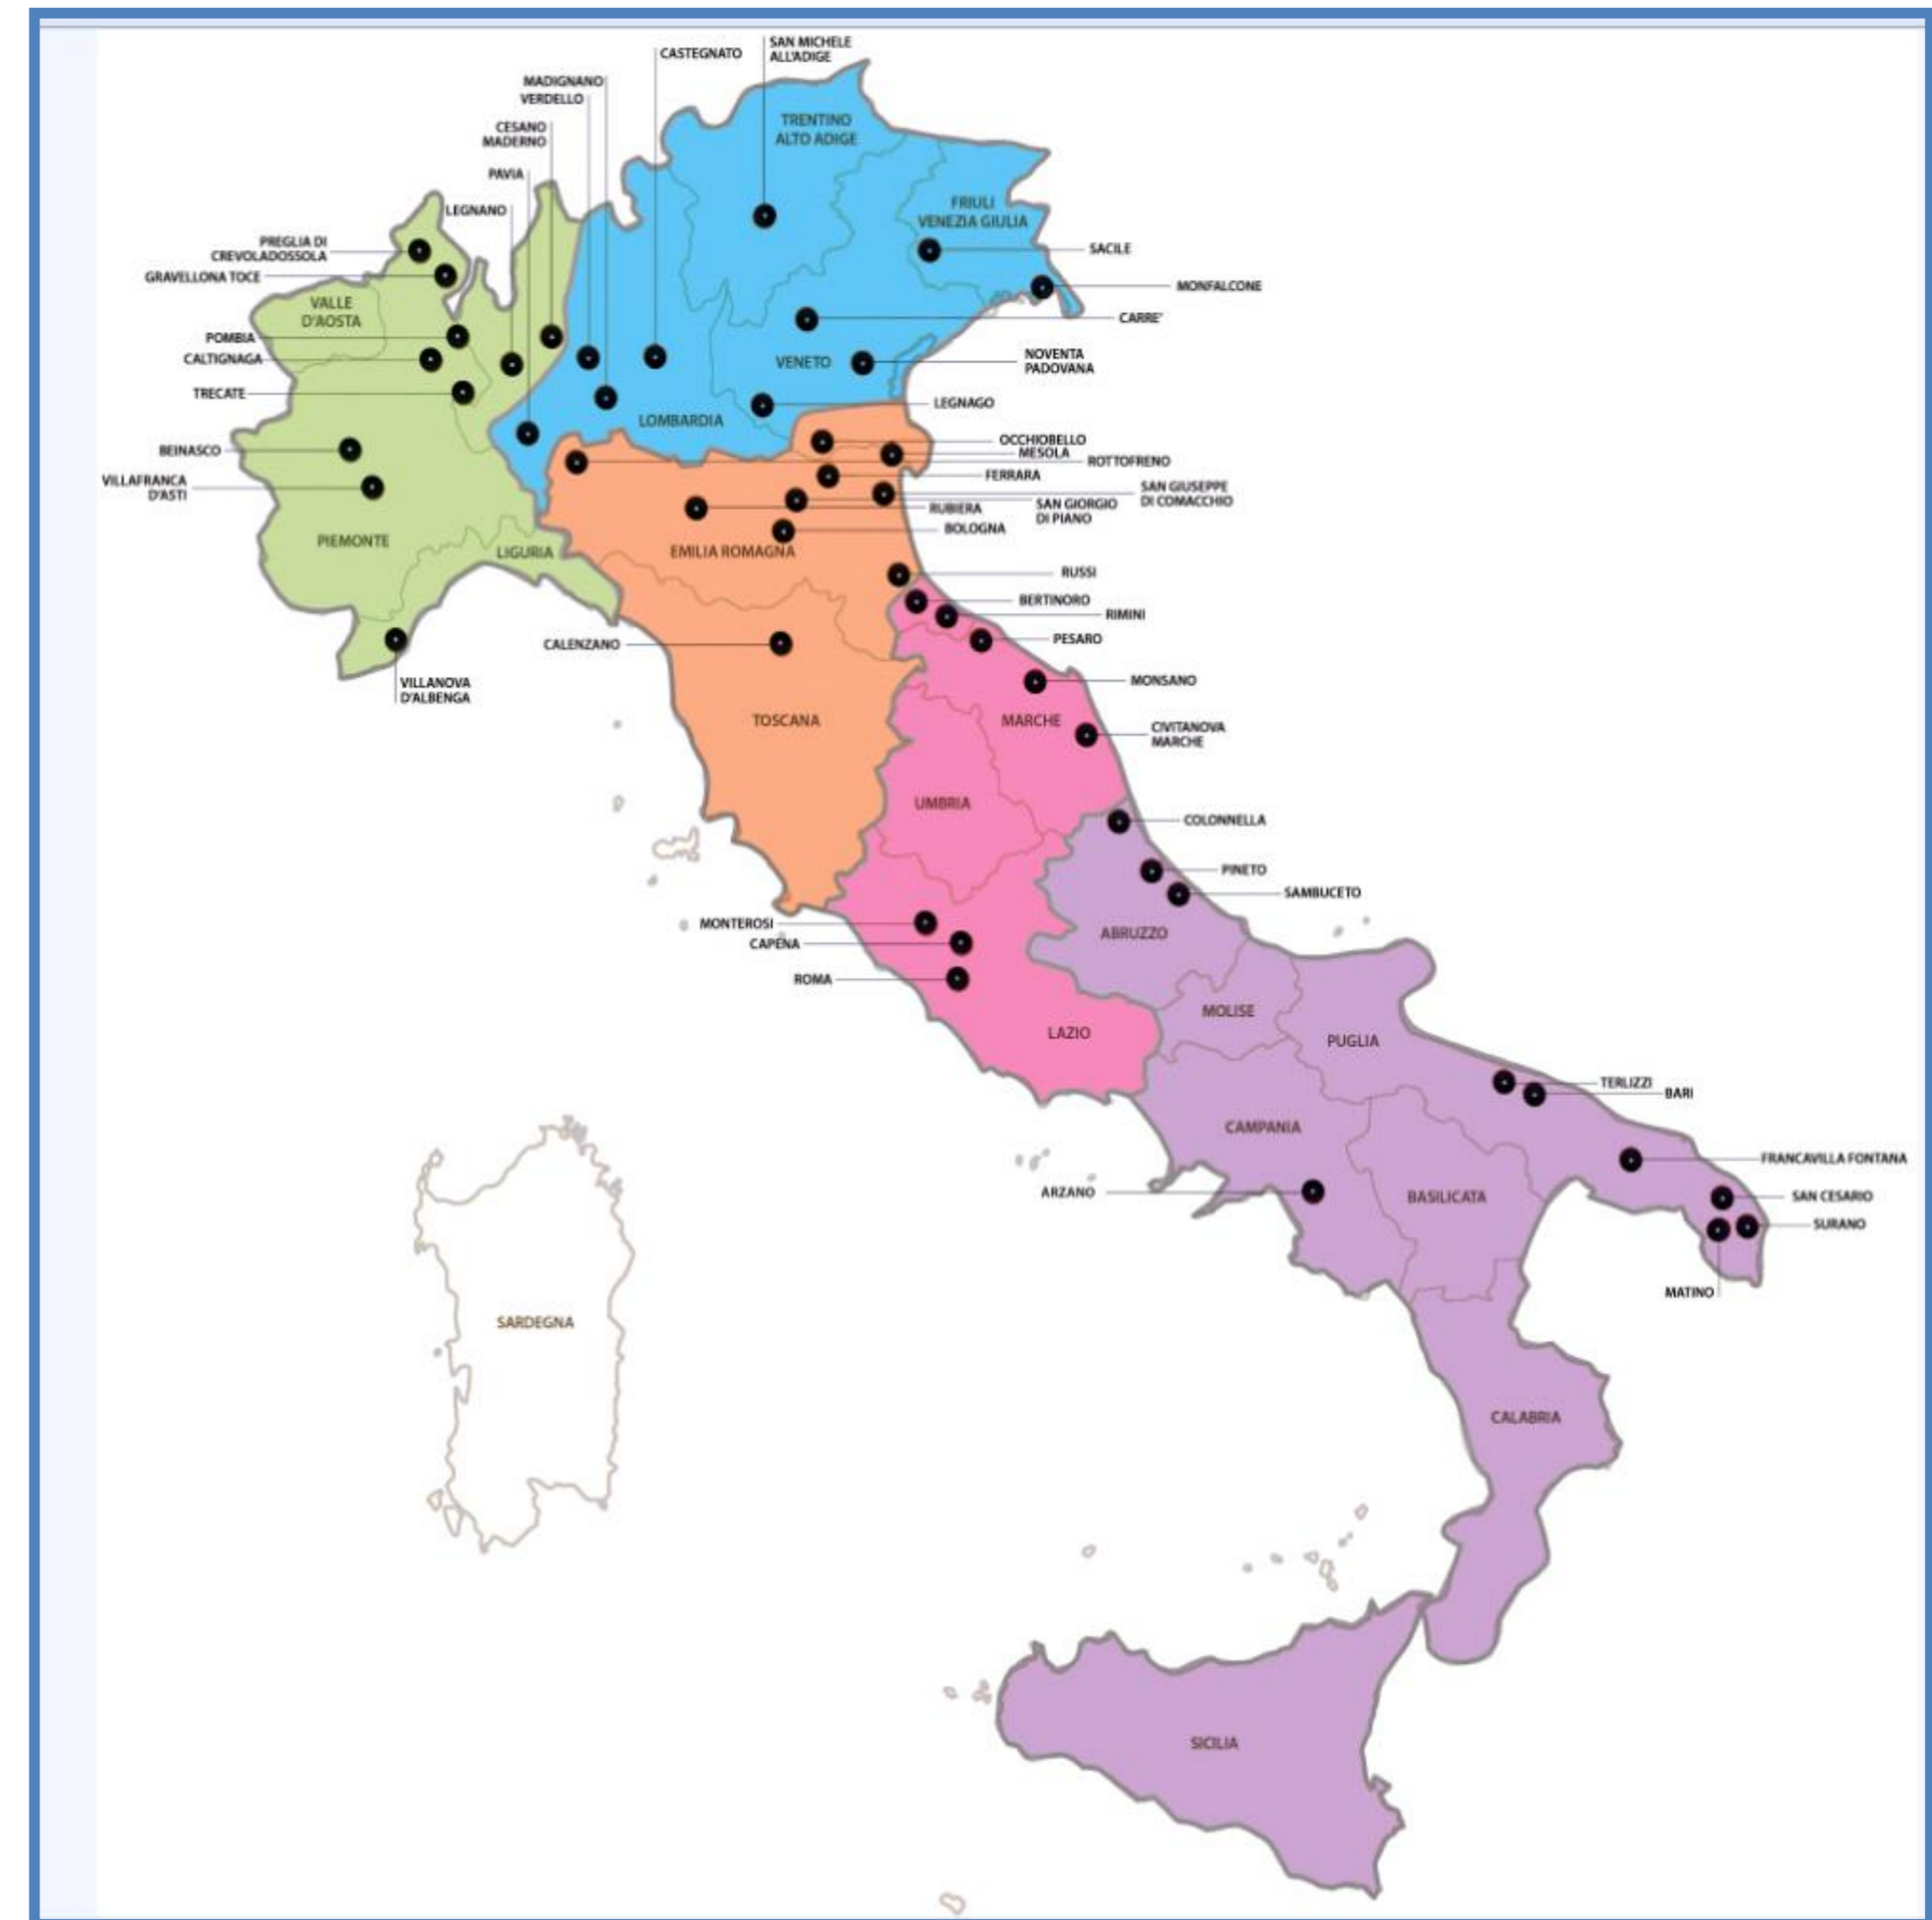 SAN MICHELE
ALL'ADIGE
CASTEGNATO
MADIGNANO
VERDELLO
CESANO
MADERNO
PAVIA
LEGNANO
TRENTINO
ALTO ADIGE
FRIULI
VENEZIA GIULIA
PREGLIA DI
CREVOLADOSSOLA
GRAVELLONA TOCE
SACILE
MONFALCONE
VALLE
D'AOSTA
CARRE'
POMBIA
CALTIGNAGA
VENETO
NOVENTA
PADOVANA
TRECATE
LEGNAGO
LOMBARDIA
BEINASCO
OCCHIOBELLO
MESOLA
ROTTOFRENO
FERRARA
VILLAFRANCA
D'ASTI
SAN GIUSEPPE
DI COMACCHIO
RUBIERA
SAN GIORGIO
DI PIANO
BOLOGNA
PIEMONTE
LIGURIA
EMILIA ROMAGNA
RUSSI
BERTINORO
RIMINI
PESARO
CALENZANO
VILLANOVA
D'ALBENGA
MONSANO
TOSCANA
MARCHE
CIVITANOVA
MARCHE
UMBRIA
COLONNELLA
PINETO
SAMBUCETO
MONTEROSI
CAPENA
ABRUZZO
ROMA
MOLISE
LAZIO
PUGLIA
TERLIZZI
BARI
CAMPANIA
FRANCAVILLA FONTANA
ARZANO
BASILICATA
SAN CESARIO
SURANO
MATINO
SARDEGNA
CALABRIA
SICILIA